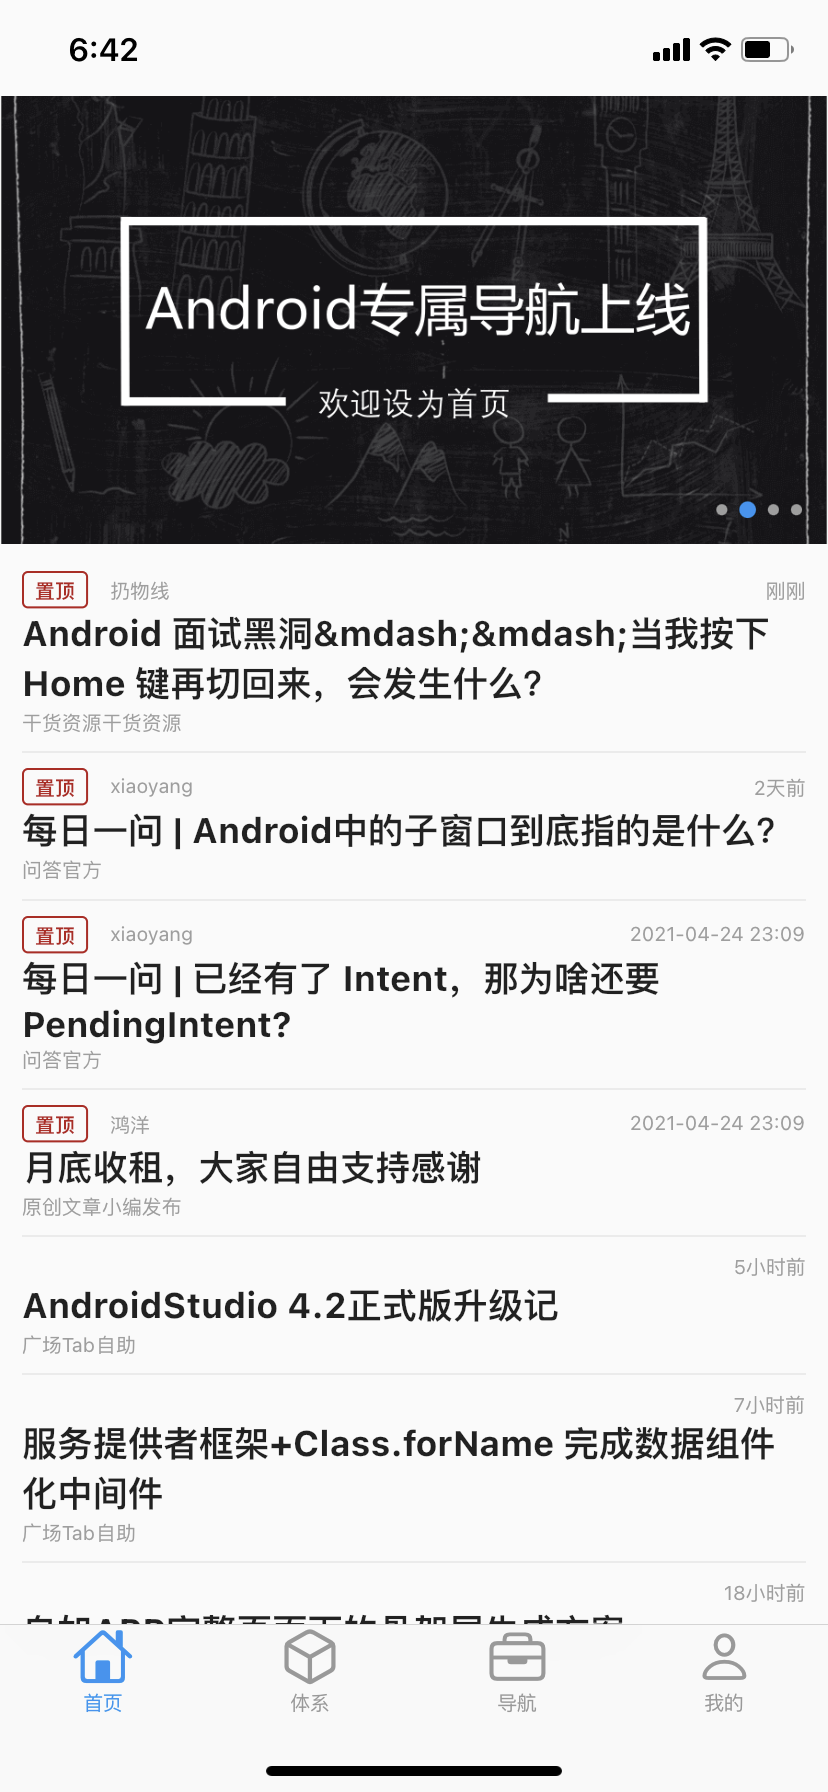 6:42
Android专属导航上线
欢迎设为首页
置顶 扔物线 刚刚
Android 面试黑洞&mdash;&mdash;当我按下
Home 键再切回来，会发生什么？
干货资源干货资源
置顶 xiaoyang 2天前
每日一问 | Android中的子窗口到底指的是什么？
问答官方
置顶 xiaoyang 2021-04-24 23:09
每日一问 | 已经有了 Intent，那为啥还要
PendingIntent?
问答官方
置顶 鸿洋 2021-04-24 23:09
月底收租，大家自由支持感谢
原创文章小编发布
5小时前
AndroidStudio 4.2正式版升级记
广场Tab自助
7小时前
服务提供者框架+Class.forName 完成数据组件
化中间件
广场Tab自助
18小时前
首页 体系 导航 我的